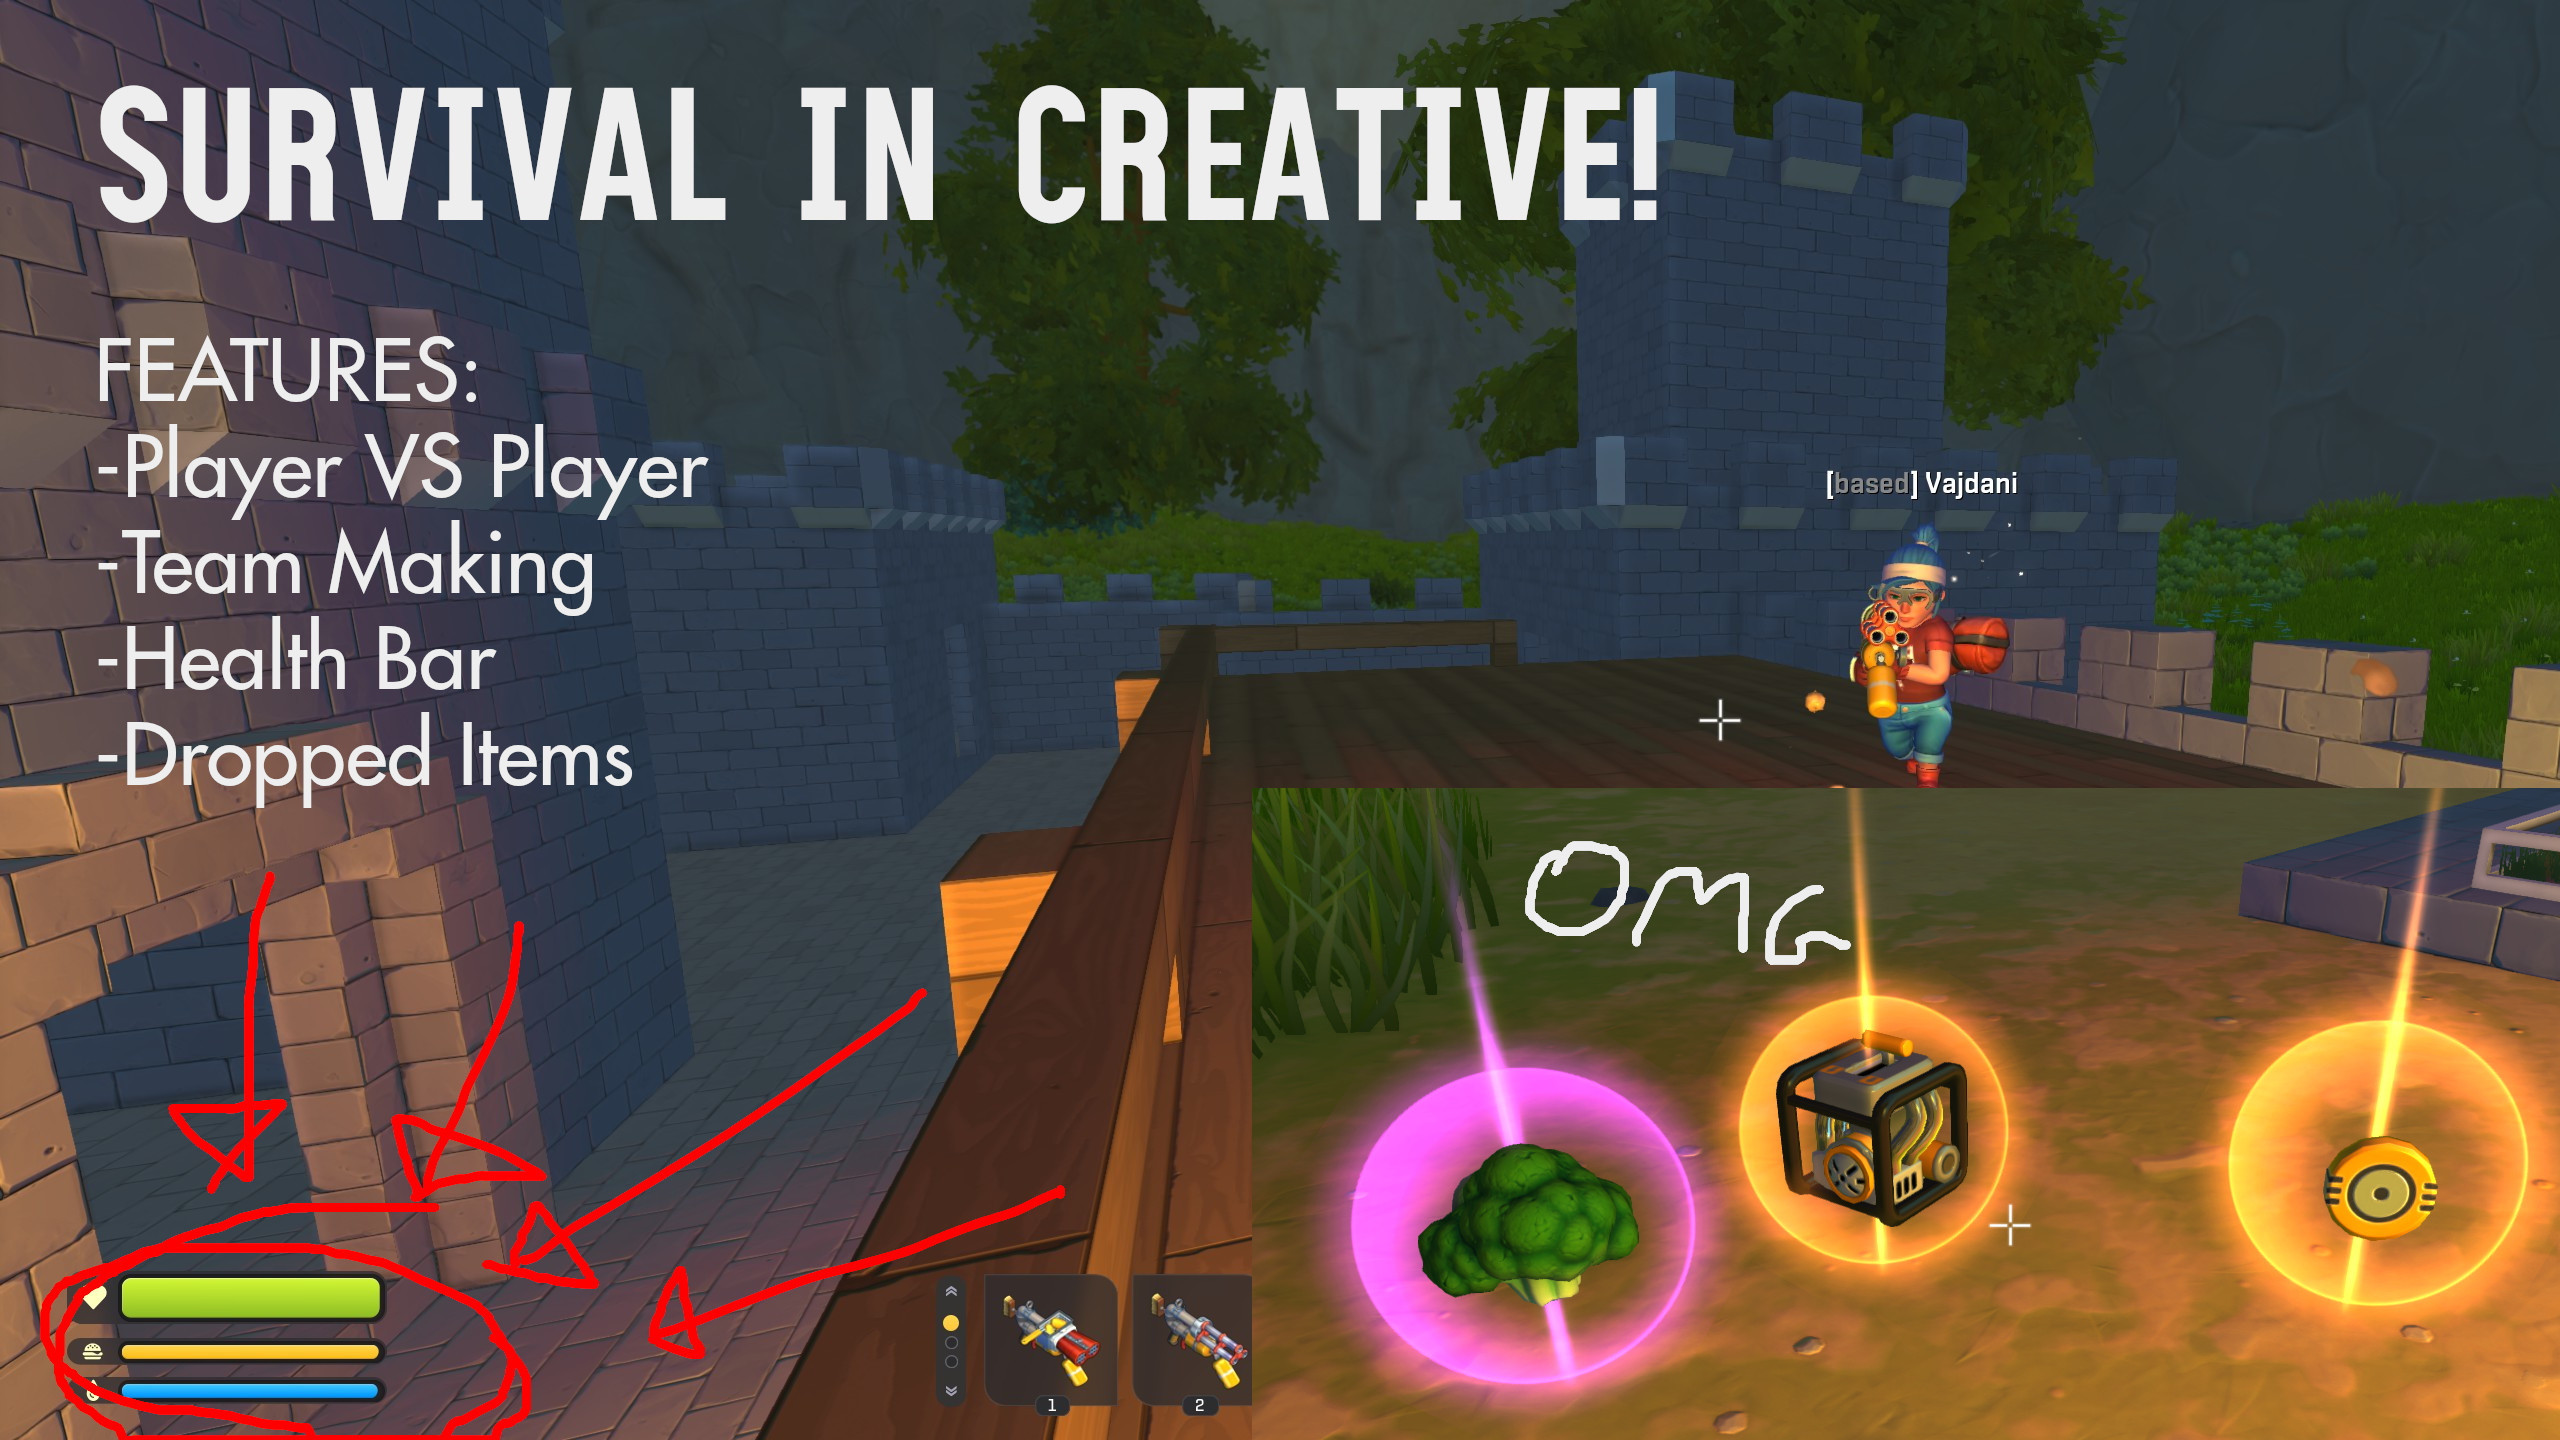 SURVIVAL IN CREATIVE!
FEATURES:
-Player VS Player
-Team Making
-Health Bar
-Dropped Items
[based] Vajdani
OMG
1
2